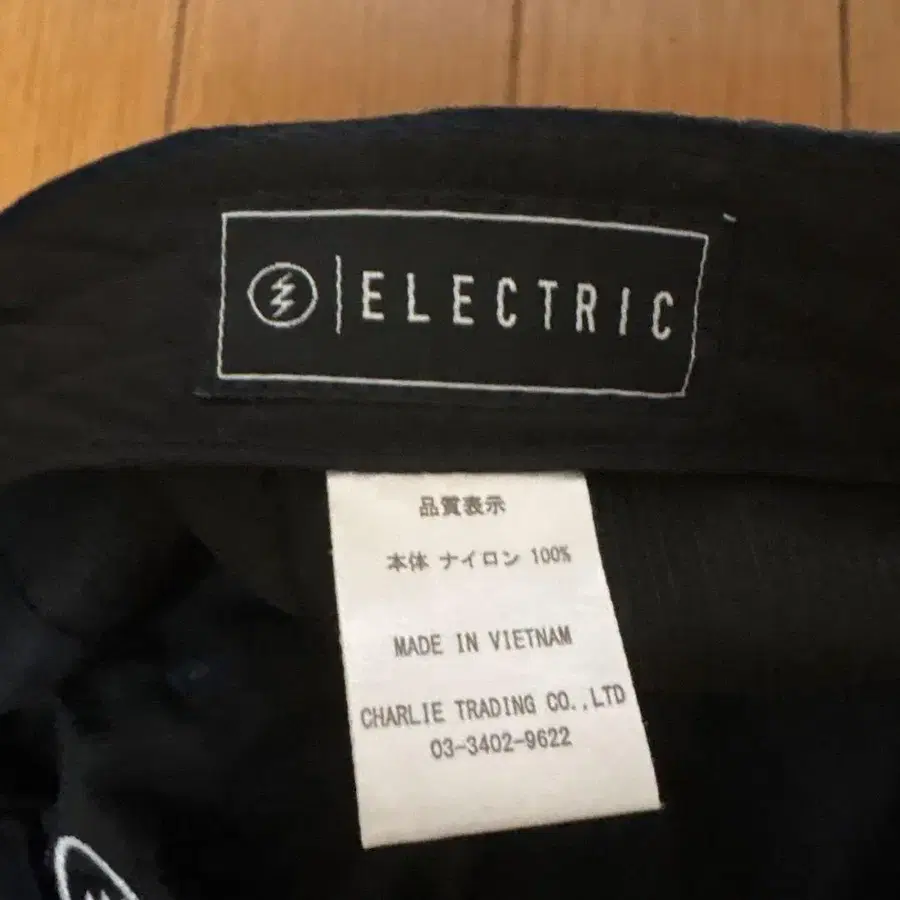 ELECTRIC
品質表示
本体 ナイロン 100%
MADE IN VIETNAM
CHARLIE TRADING CO.,LTD
03-3402-9622